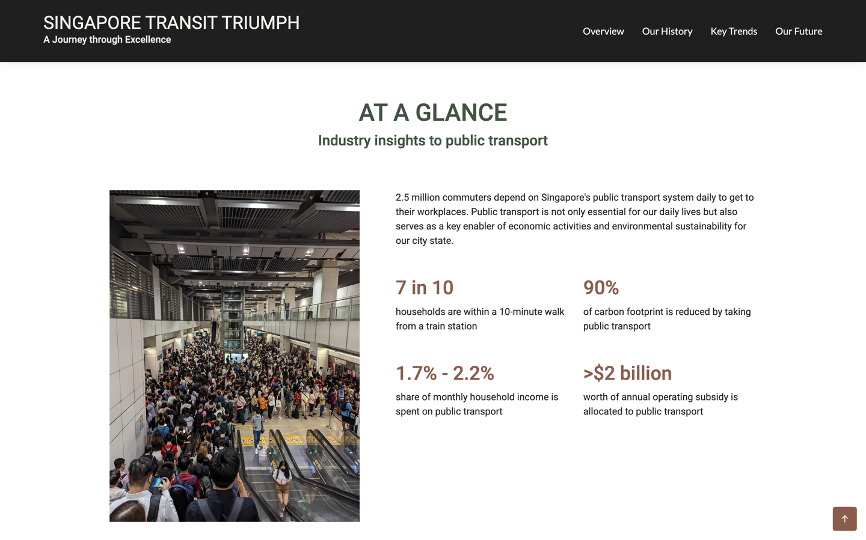 SINGAPORE TRANSIT TRIUMPH
A Journey through Excellence
Overview Our History Key Trends Our Future
AT A GLANCE
Industry insights to public transport
2.5 million commuters depend on Singapore's public transport system daily to get to
their workplaces. Public transport is not only essential for our daily lives but also
serves as a key enabler of economic activities and environmental sustainability for
our city state.
7 in 10
households are within a 10-minute walk
from a train station
90%
of carbon footprint is reduced by taking
public transport
1.7% - 2.2%
share of monthly household income is
spent on public transport
>$2 billion
worth of annual operating subsidy is
allocated to public transport